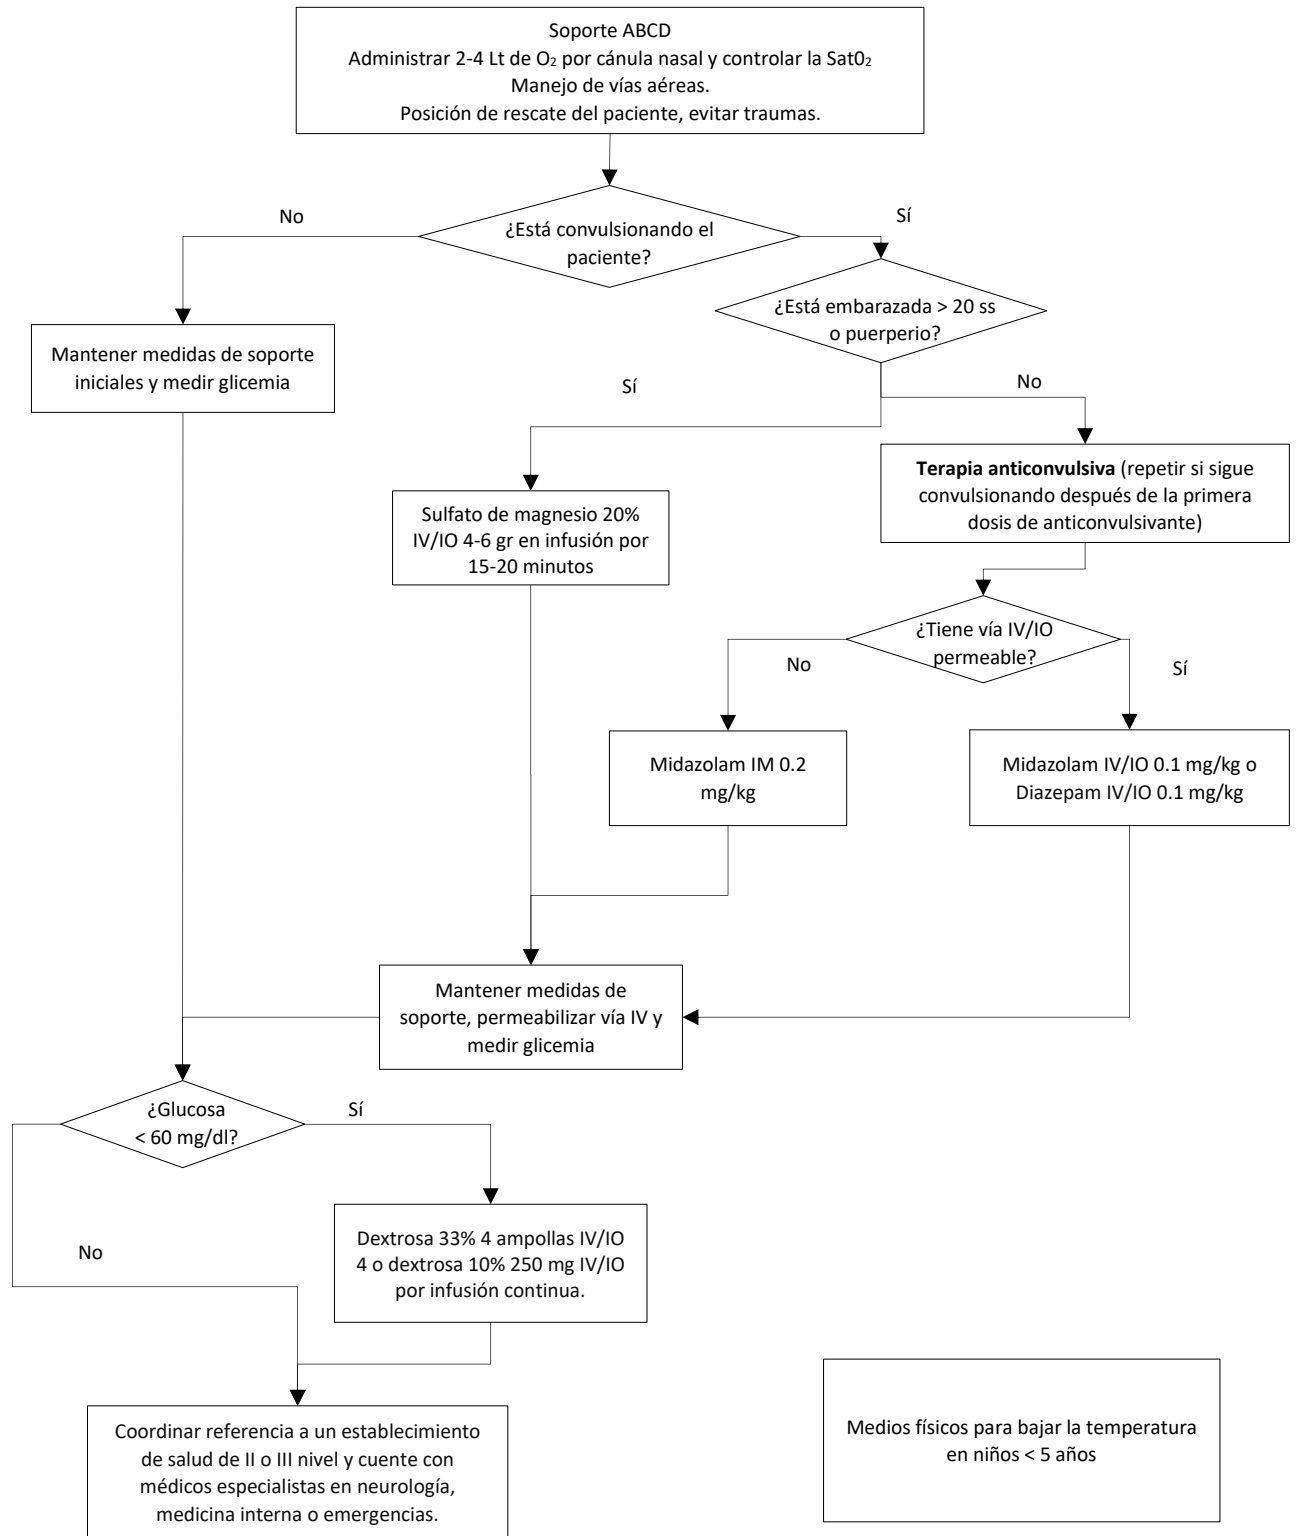 Soporte ABCD
Administrar 2-4 Lt de O₂ por cánula nasal y controlar la Sat0₂
Manejo de vías aéreas.
Posición de rescate del paciente, evitar traumas.
¿Está convulsionando el
paciente?
No
Sí
¿Está embarazada > 20 ss
o puerperio?
Mantener medidas de soporte
iniciales y medir glicemia
Sí
No
Terapia anticonvulsiva (repetir si sigue
convulsionando después de la primera
dosis de anticonvulsivante)
Sulfato de magnesio 20%
IV/IO 4-6 gr en infusión por
15-20 minutos
¿Tiene vía IV/IO
permeable?
No
Sí
Midazolam IM 0.2
mg/kg
Midazolam IV/IO 0.1 mg/kg o
Diazepam IV/IO 0.1 mg/kg
Mantener medidas de
soporte, permeabilizar vía IV y
medir glicemia
¿Glucosa
< 60 mg/dl?
Sí
No
Dextrosa 33% 4 ampollas IV/IO
4 o dextrosa 10% 250 mg IV/IO
por infusión continua.
Coordinar referencia a un establecimiento
de salud de II o III nivel y cuente con
médicos especialistas en neurología,
medicina interna o emergencias.
Medios físicos para bajar la temperatura
en niños < 5 años